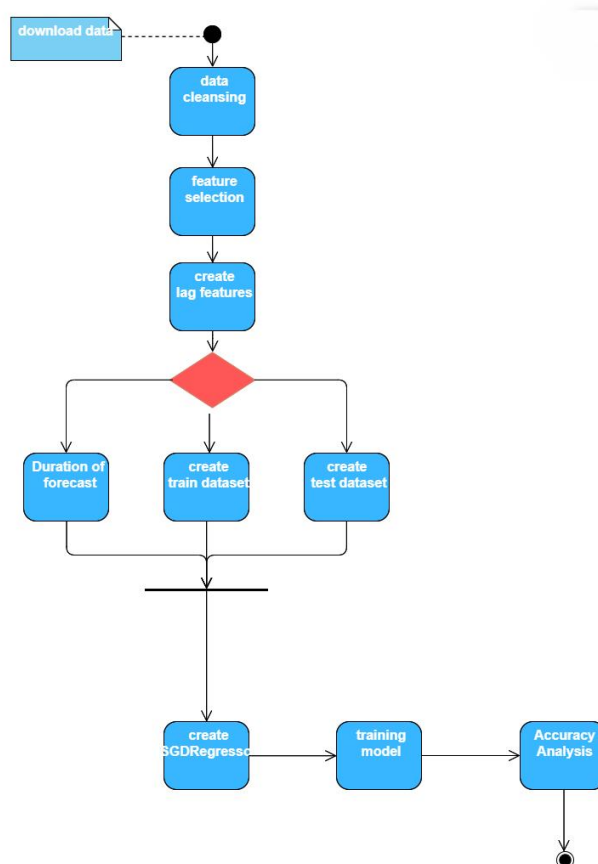 download data
data
cleansing
feature
selection
create
lag features
Duration of
forecast
create
train dataset
create
test dataset
create
SGDRegresso
training
model
Accuracy
Analysis